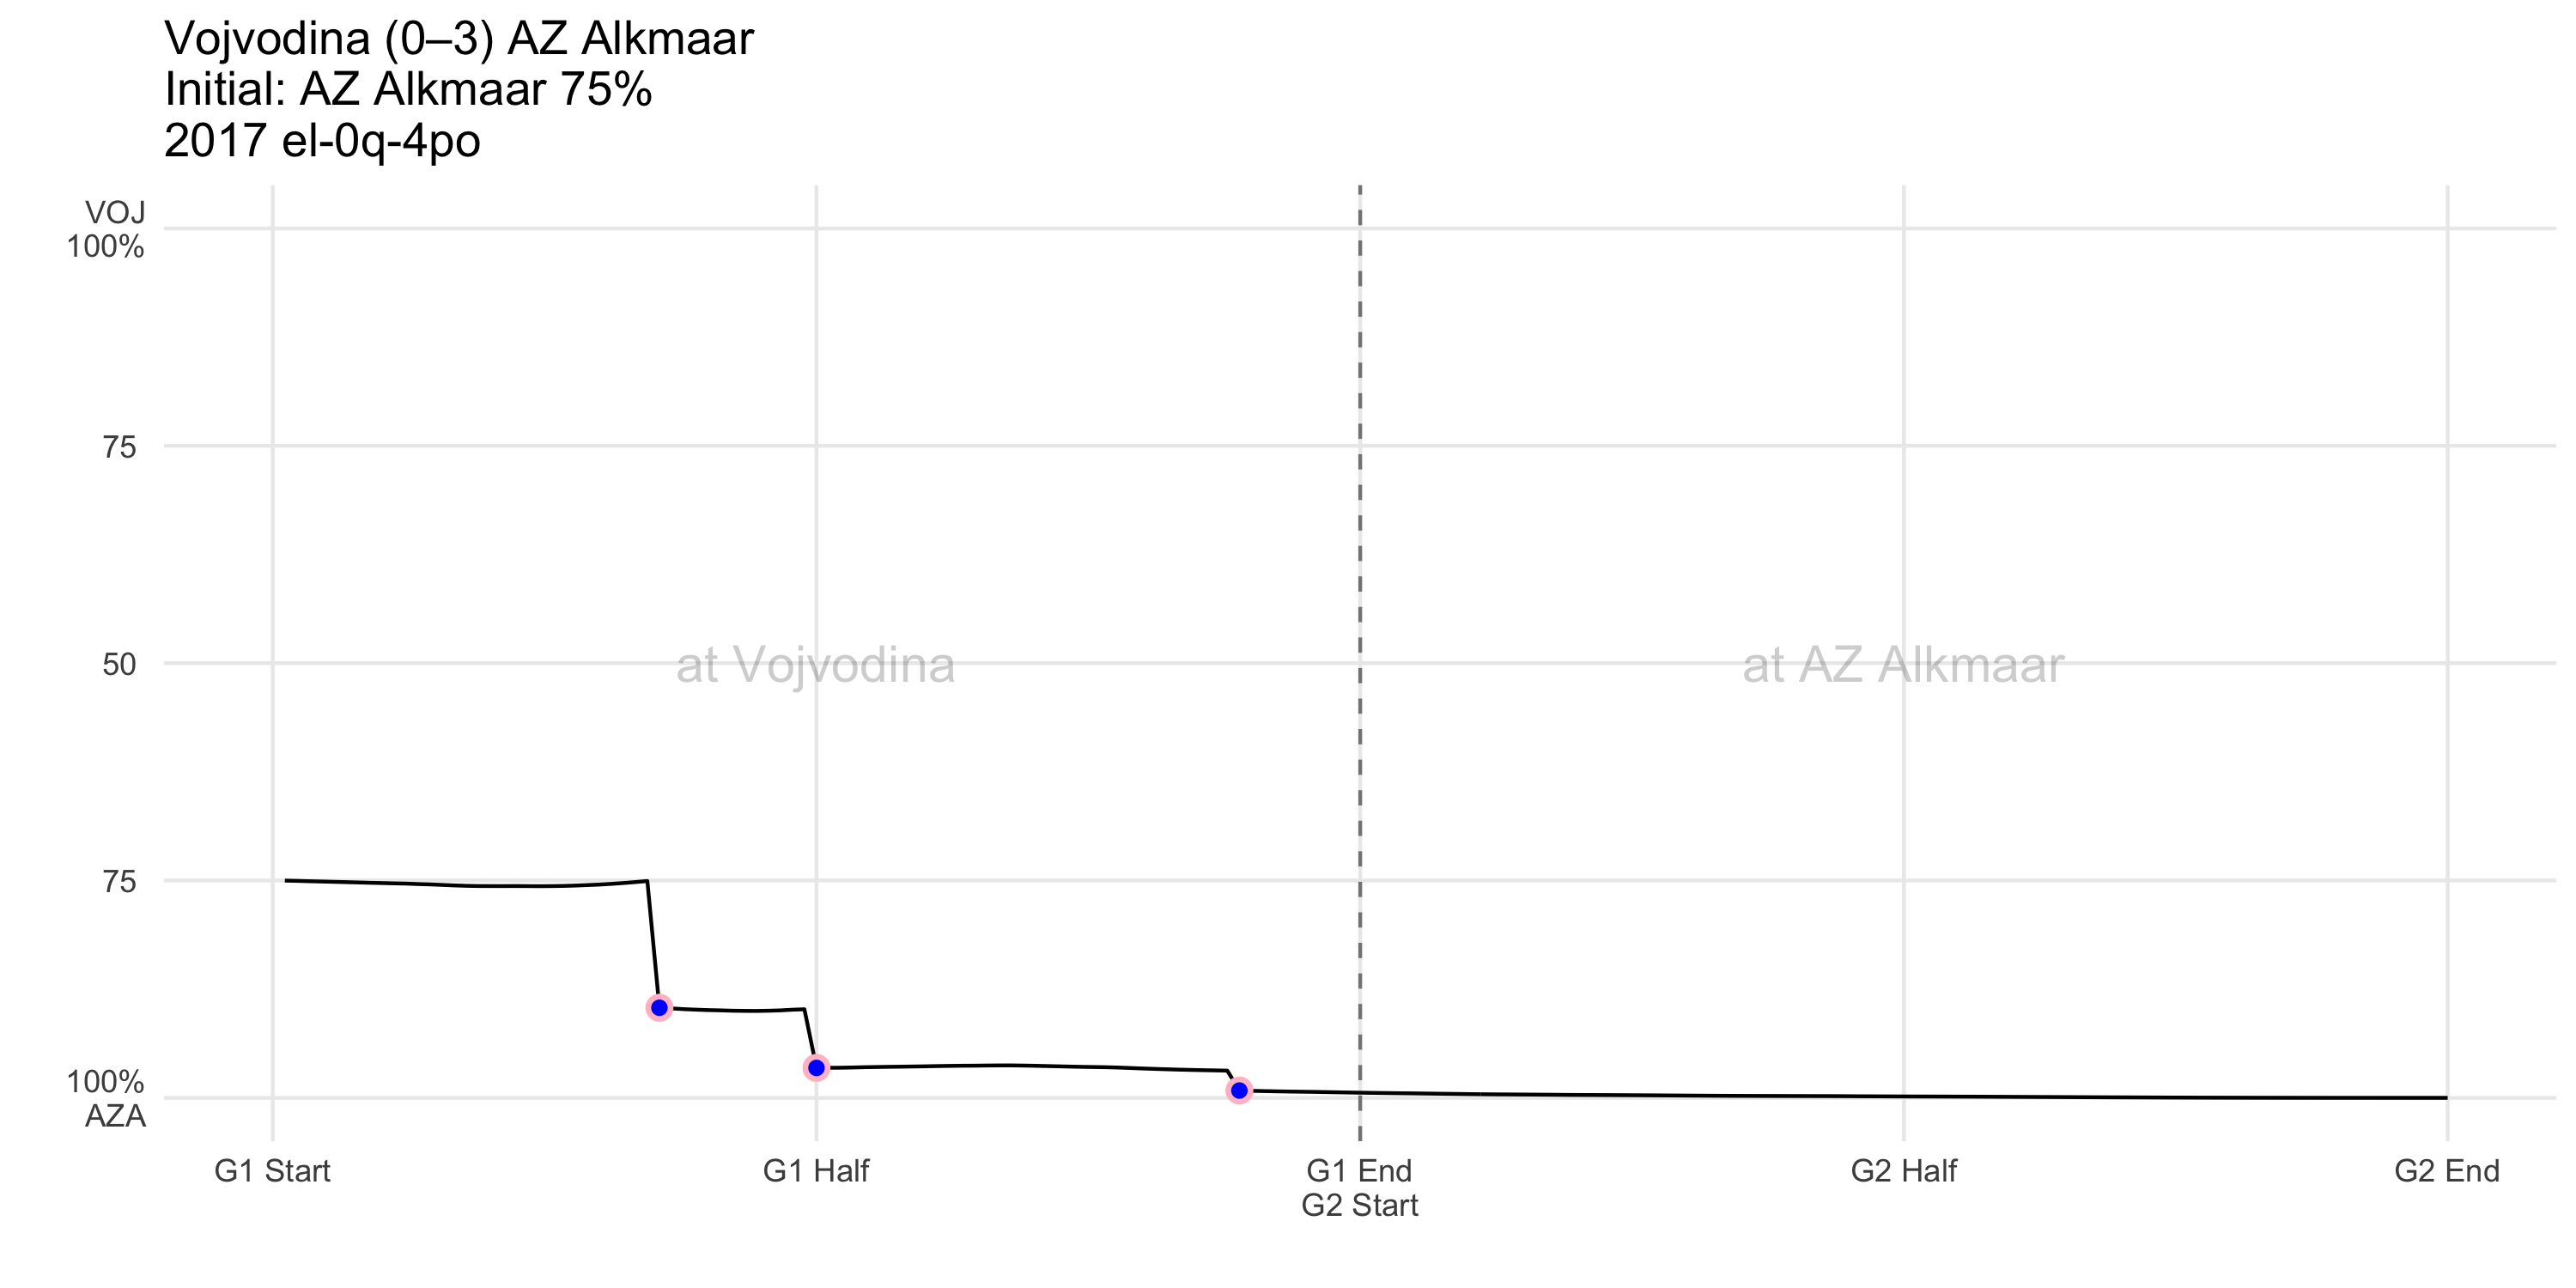 Vojvodina (0–3) AZ Alkmaar
Initial: AZ Alkmaar 75%
2017 el-0q-4po
VOJ
100%
75
50
75
100%
AZA
at Vojvodina
at AZ Alkmaar
G1 Start
G1 Half
G1 End
G2 Start
G2 Half
G2 End